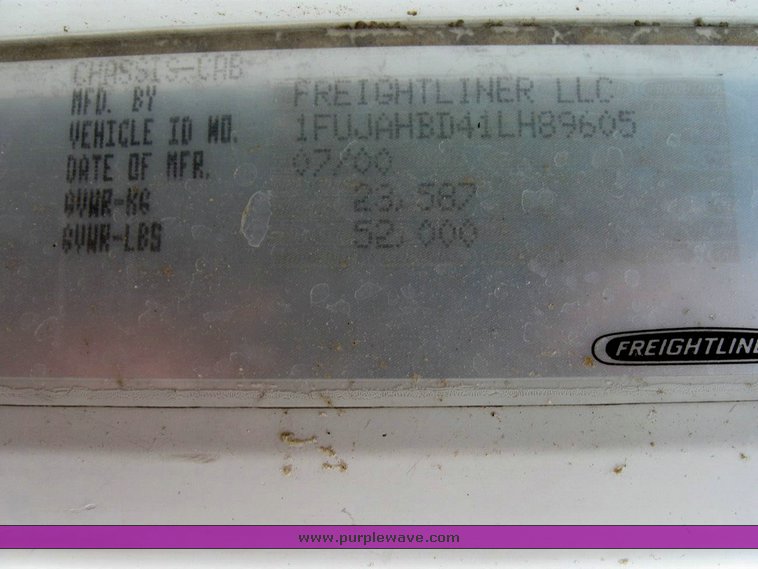 CHASSIS-CAB
MFD. BY FREIGHTLINER LLC
VEHICLE ID NO. 1FUJAHBD41LH89605
DATE OF MFR. 07/00
GVWR-KG 23,587
GVWR-LBS 52,000
FREIGHTLINE
www.purplewave.com